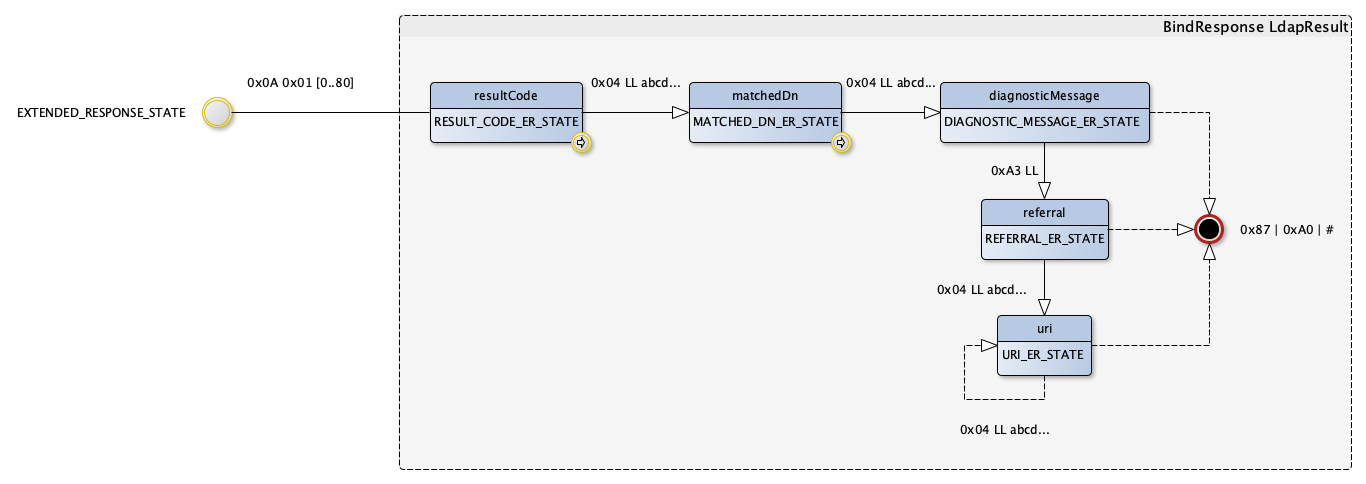 BindResponse LdapResult
0x0A 0x01 [0..80]
0x04 LL abcd...
0x04 LL abcd...
EXTENDED_RESPONSE_STATE
resultCode
RESULT_CODE_ER_STATE
matchedDn
MATCHED_DN_ER_STATE
diagnosticMessage
DIAGNOSTIC_MESSAGE_ER_STATE
0xA3 LL
referral
REFERRAL_ER_STATE
0x87 | 0xA0 | #
0x04 LL abcd...
uri
URI_ER_STATE
0x04 LL abcd...